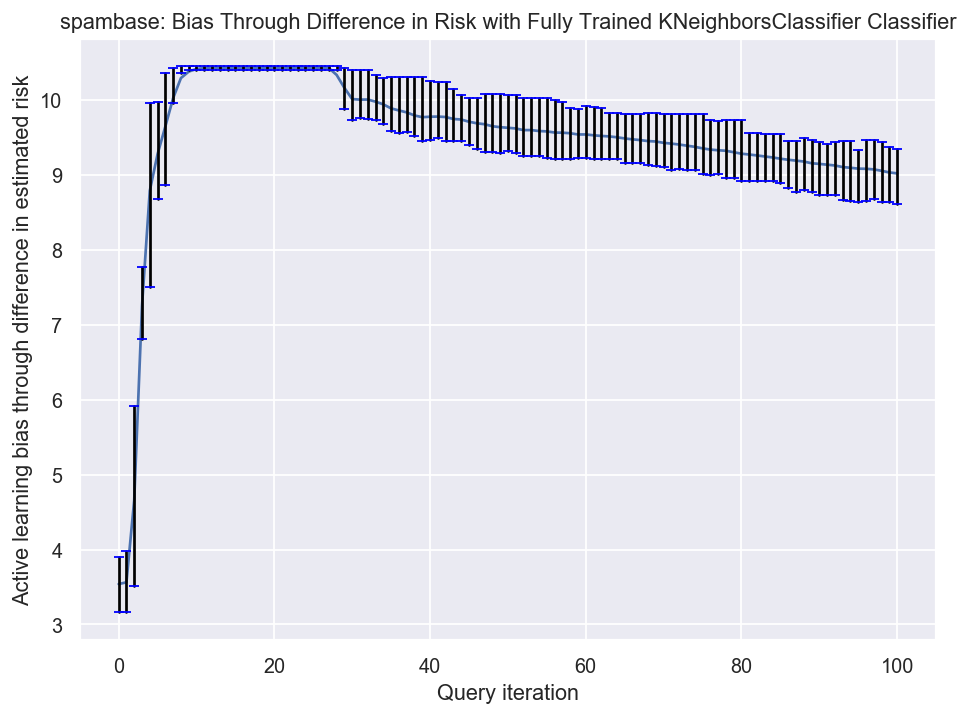 spambase: Bias Through Difference in Risk with Fully Trained KNeighborsClassifier Classifier
Active learning bias through difference in estimated risk
10
9
8
7
6
5
4
3
0 20 40 60 80 100
Query iteration